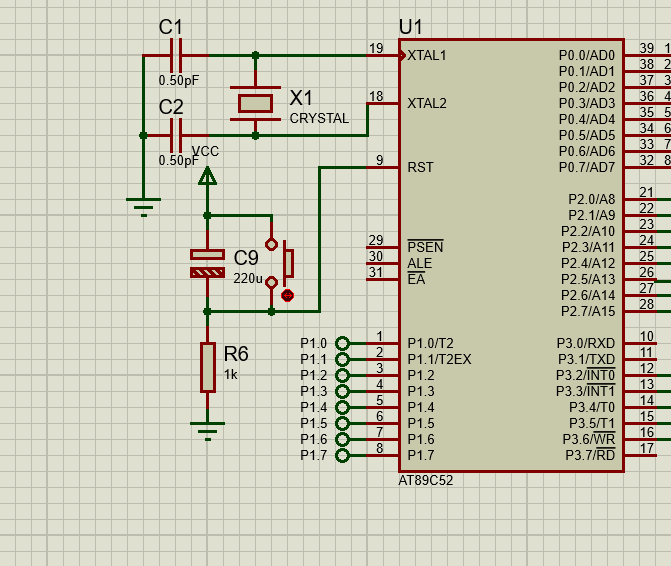 C1
0.50pF
C2
0.50pF
VCC
X1
CRYSTAL
C9
220u
R6
1k
U1
19 XTAL1
18 XTAL2
9 RST
29 PSEN
30 ALE
31 EA
P1.0 1 P1.0/T2
P1.1 2 P1.1/T2EX
P1.2 3 P1.2
P1.3 4 P1.3
P1.4 5 P1.4
P1.5 6 P1.5
P1.6 7 P1.6
P1.7 8 P1.7
P0.0/AD0 39 1
P0.1/AD1 38 2
P0.2/AD2 37 3
P0.3/AD3 36 4
P0.4/AD4 35 5
P0.5/AD5 34 6
P0.6/AD6 33 7
P0.7/AD7 32 8
P2.0/A8 21
P2.1/A9 22
P2.2/A10 23
P2.3/A11 24
P2.4/A12 25
P2.5/A13 26
P2.6/A14 27
P2.7/A15 28
P3.0/RXD 10
P3.1/TXD 11
P3.2/INT0 12
P3.3/INT1 13
P3.4/T0 14
P3.5/T1 15
P3.6/WR 16
P3.7/RD 17
AT89C52